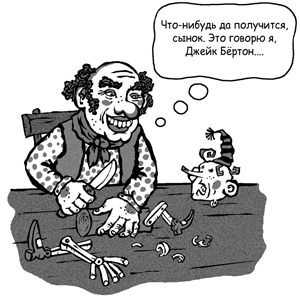 Что-нибудь да получится,
сынок. Это говорю я,
Джейк Бёртон....